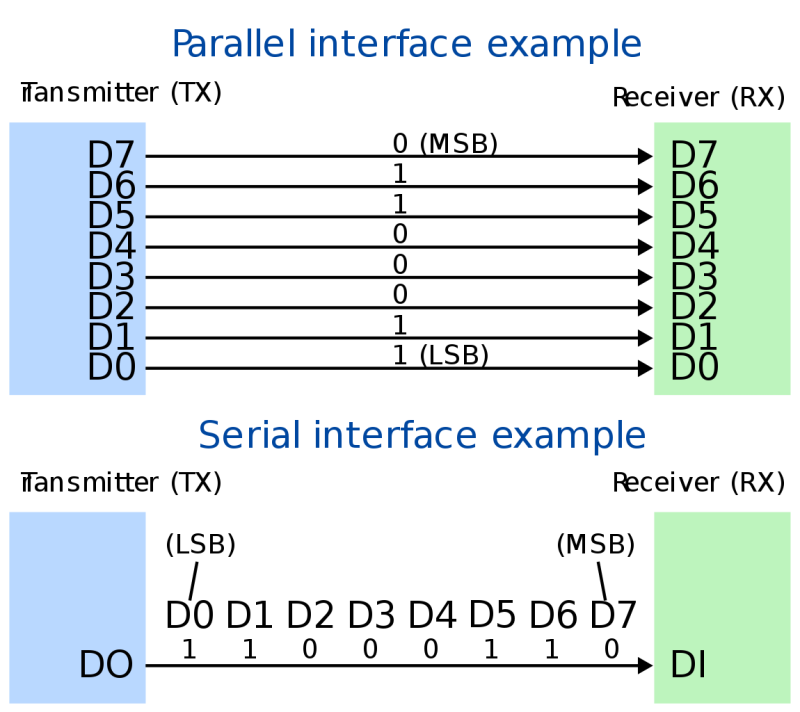 Parallel interface example
Transmitter (TX)
Receiver (RX)
D7 0 (MSB) D7
D6 1 D6
D5 1 D5
D4 0 D4
D3 0 D3
D2 0 D2
D1 1 D1
D0 1 (LSB) D0
Serial interface example
Transmitter (TX) Receiver (RX)
(LSB) (MSB)
D0 D1 D2 D3 D4 D5 D6 D7
1 1 0 0 0 1 1 0
DO DI